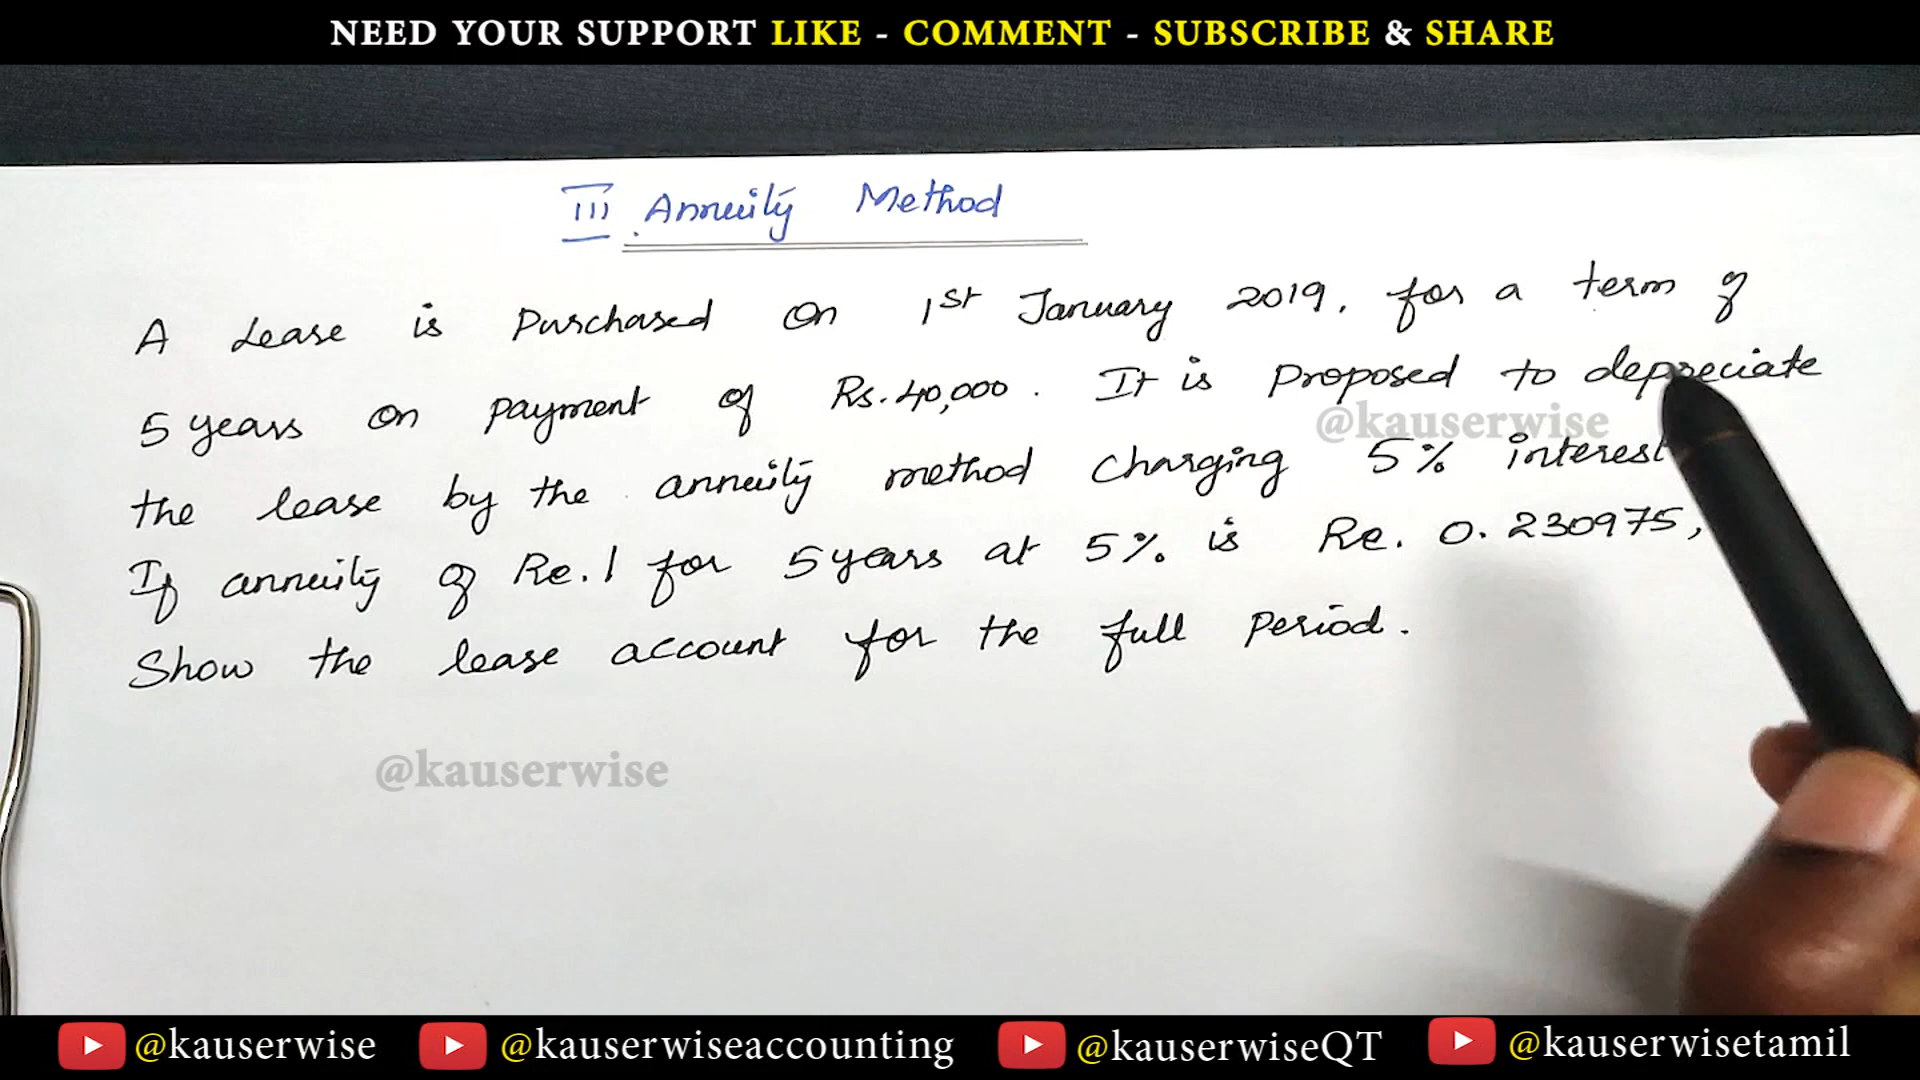 NEED YOUR SUPPORT LIKE - COMMENT - SUBSCRIBE & SHARE
III Annuity Method
A Lease is Purchased on 1st January 2019, for a term of
5 years on payment of Rs. 40,000. It is proposed to depreciate
@kauserwise
the lease by the annuity method charging 5% interest
If annuity of Re. 1 for 5 years at 5% is Re. 0.230975,
Show the lease account for the full period.
@kauserwise
@kauserwise @kauserwiseaccounting @kauserwiseQT @kauserwisetamil